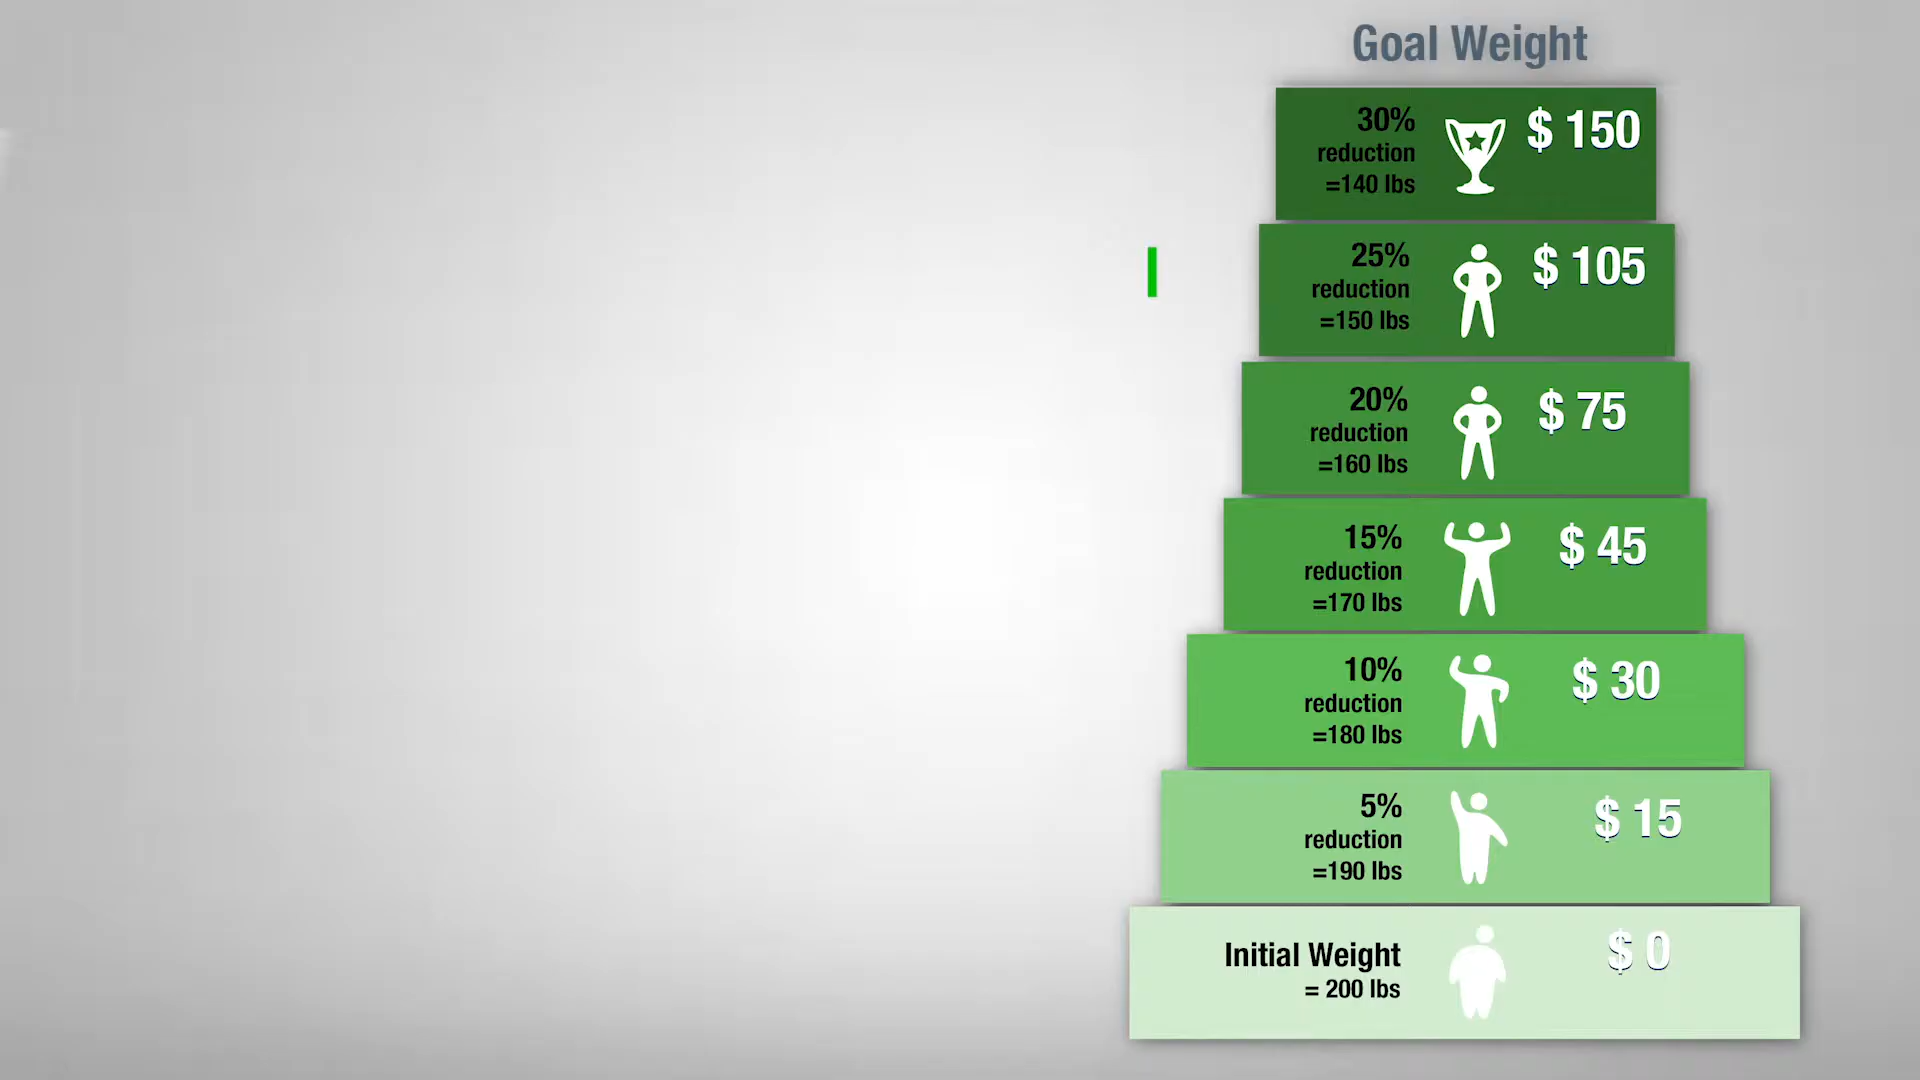 Goal Weight
30%
reduction
=140 lbs
$ 150
25%
reduction
=150 lbs
$ 105
20%
reduction
=160 lbs
$ 75
15%
reduction
=170 lbs
$ 45
10%
reduction
=180 lbs
$ 30
5%
reduction
=190 lbs
$ 15
Initial Weight
= 200 lbs
$ 0